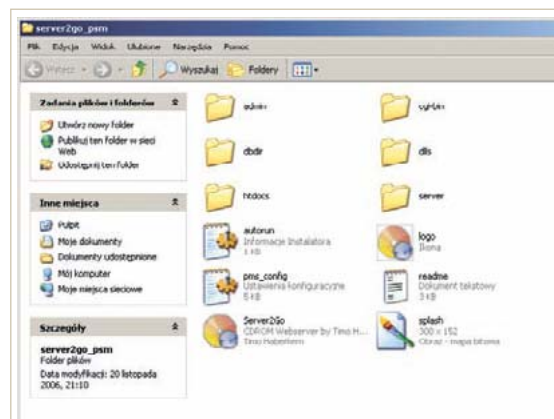 server2go_psm
Plik Edycja Widok Ulubione Narzędzia Pomoc
Wstecz Wyszukaj Foldery
Zadania plików i folderów
Utwórz nowy folder
Publikuj ten folder w sieci
Web
Udostępnij ten folder
Inne miejsca
Pulpit
Moje dokumenty
Dokumenty udostępnione
Mój komputer
Moje miejsca sieciowe
Szczegóły
server2go_psm
Folder plików
Data modyfikacji: 20 listopada
2006, 21:10
admin
cgi-bin
dbdir
dlls
htdocs
server
autorun
Informacje Instalatora
1 KB
logo
Ikona
pms_config
Ustawienia konfiguracyjne
5 KB
readme
Dokument tekstowy
3 KB
Server2Go
CDROM Webserver by Timo H...
Timo Haberkern
splash
300 x 152
Obraz - mapa bitowa